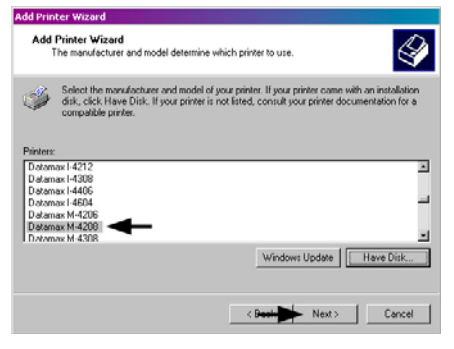 Add Printer Wizard
Add Printer Wizard
The manufacturer and model determine which printer to use.
Select the manufacturer and model of your printer. If your printer came with an installation
disk, click Have Disk. If your printer is not listed, consult your printer documentation for a
compatible printer.
Printers:
Datamax I-4212
Datamax I-4308
Datamax I-4406
Datamax I-4604
Datamax M-4206
Datamax M-4208
Datamax M-4308
Windows Update
Have Disk...
< Back
Next >
Cancel